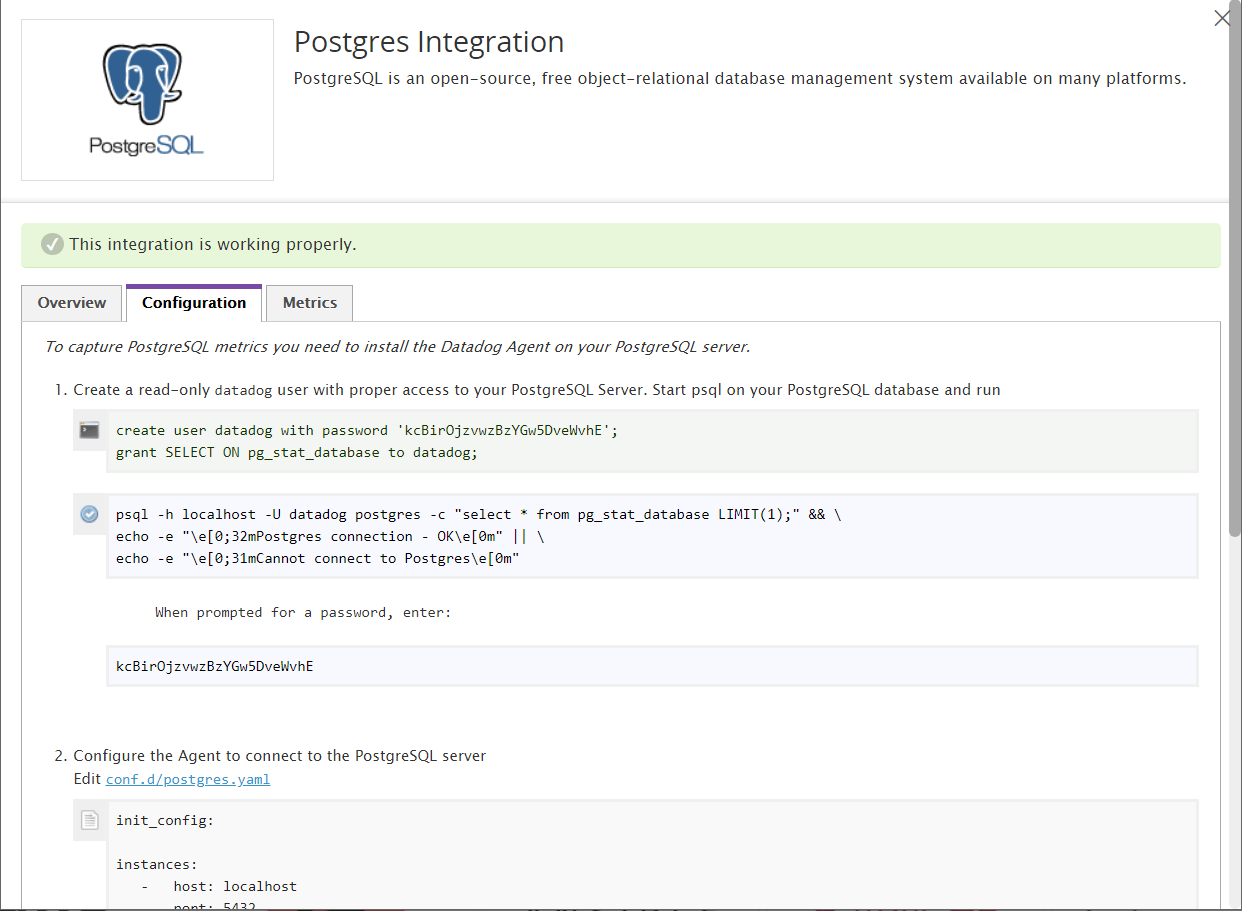 Postgres Integration
PostgreSQL is an open-source, free object-relational database management system available on many platforms.
PostgreSQL
This integration is working properly.
Overview Configuration Metrics
To capture PostgreSQL metrics you need to install the Datadog Agent on your PostgreSQL server.
1. Create a read-only datadog user with proper access to your PostgreSQL Server. Start psql on your PostgreSQL database and run
create user datadog with password 'kcBirOjzvwzBzYGw5DveWvhE';
grant SELECT ON pg_stat_database to datadog;
psql -h localhost -U datadog postgres -c "select * from pg_stat_database LIMIT(1);" && \
echo -e "\e[0;32mPostgres connection - OK\e[0m" || \
echo -e "\e[0;31mCannot connect to Postgres\e[0m"
When prompted for a password, enter:
kcBirOjzvwzBzYGw5DveWvhE
2. Configure the Agent to connect to the PostgreSQL server
Edit conf.d/postgres.yaml
init_config:
instances:
- host: localhost
port: 5432